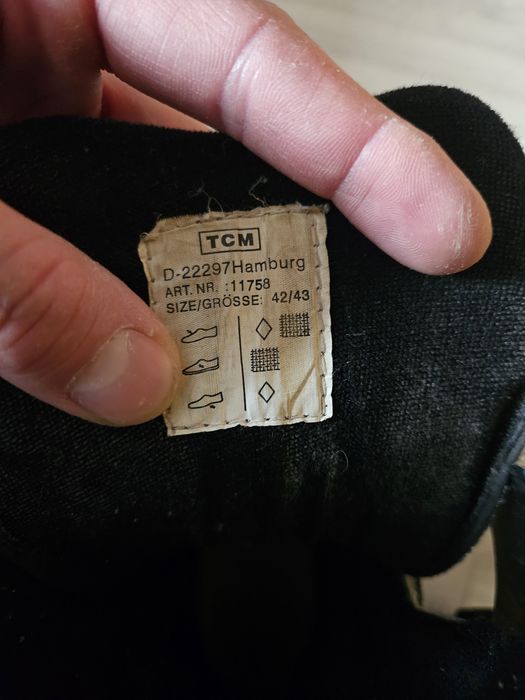 TCM
D-22297Hamburg
ART. NR. :11758
SIZE/GRÖSSE: 42/43